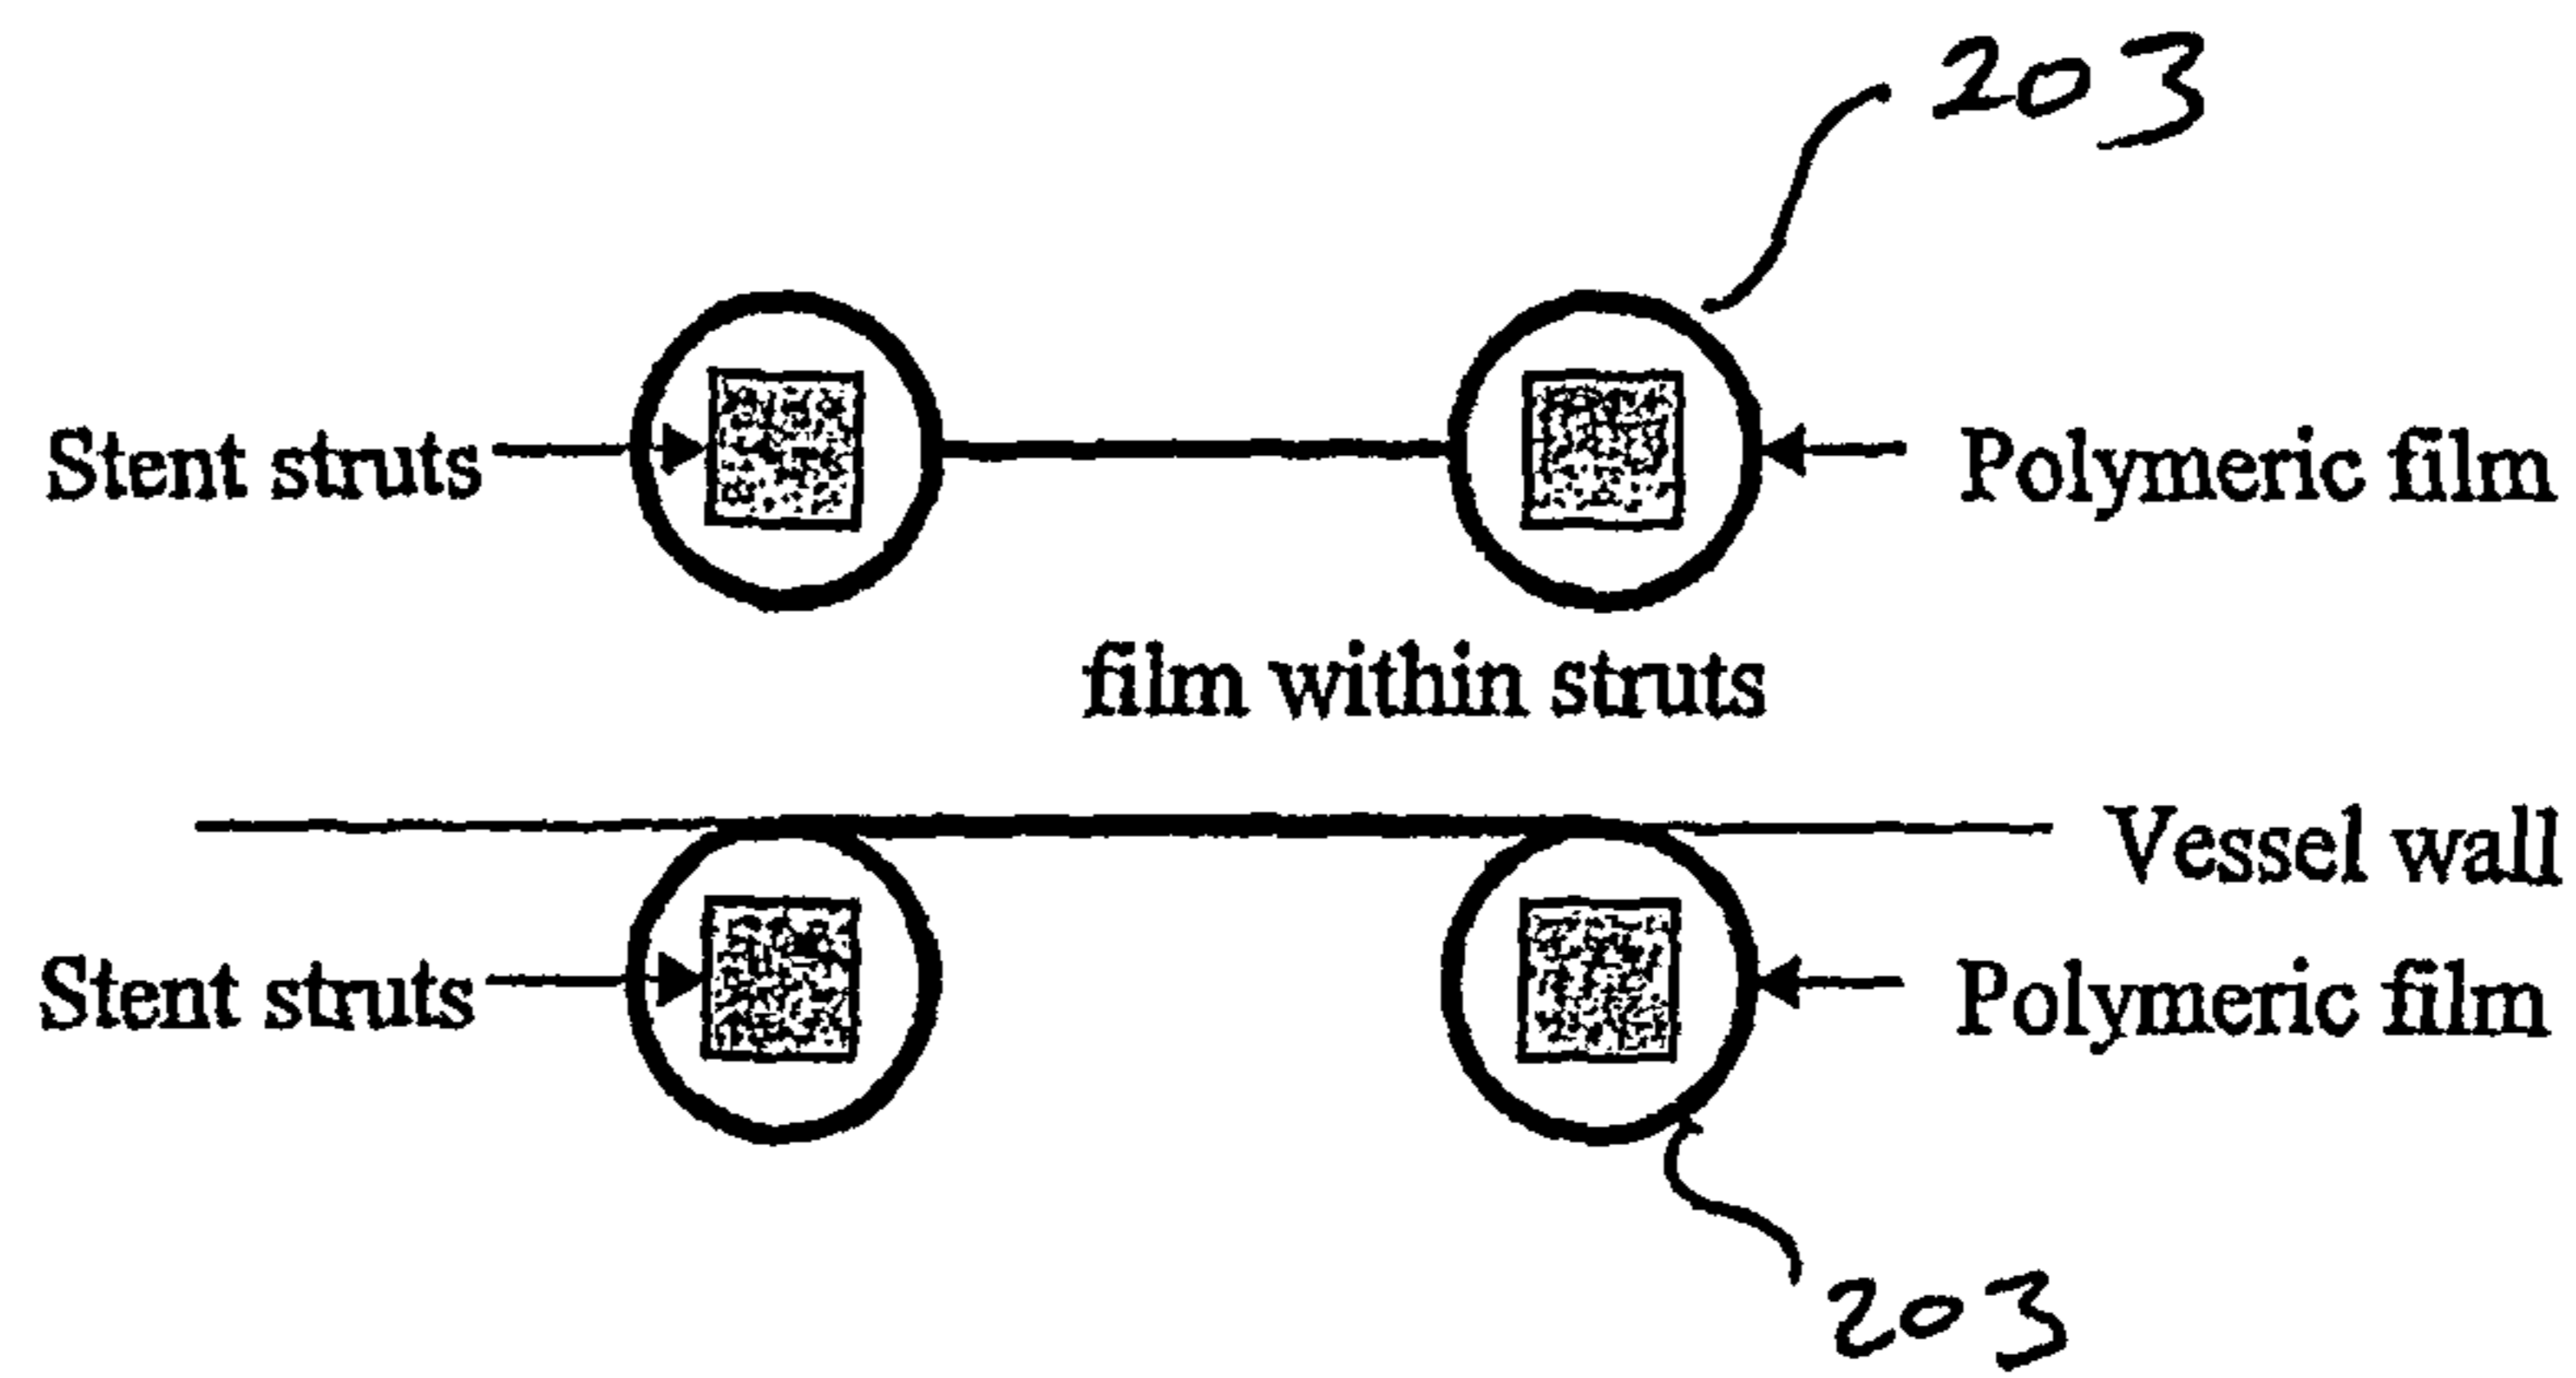 203
Stent struts
Polymeric film
film within struts
Vessel wall
Stent struts
Polymeric film
203